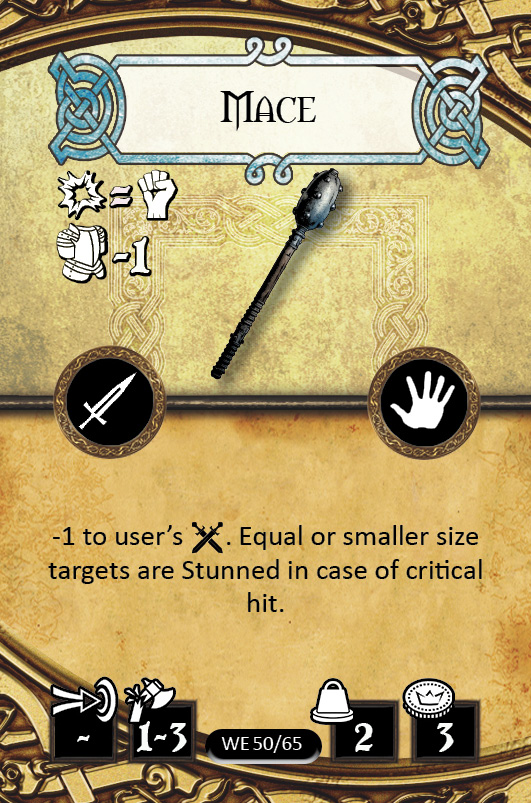 Mace
=
-1
-1 to user's . Equal or smaller size
targets are Stunned in case of critical
hit.
- 1-3 WE 50/65 2 3